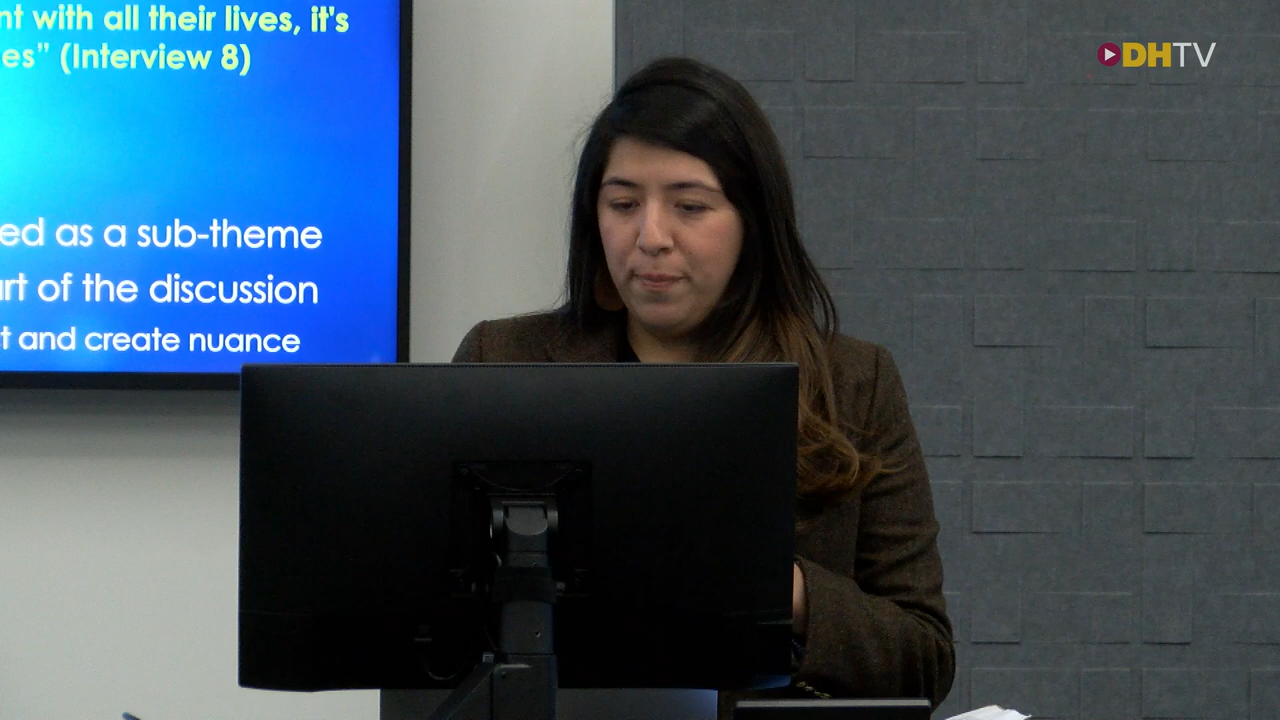 nt with all their lives, it's
es” (Interview 8)
ed as a sub-theme
rt of the discussion
t and create nuance
DHTV